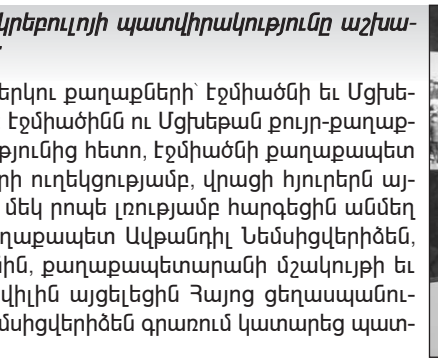 կրեբուլոյի պատվիրակությունը աշխա-
երկու քաղաքների` Էջմիածնի եւ Մցխե-
էջմիածինն ու Մցխեթան քույր-քաղաք-
թյունից հետո, Էջմիածնի քաղաքապետ
րի ուղեկցությամբ, վրացի հյուրերն այ-
մեկ րոպե լռությամբ հարգեցին անմեղ
ղաքապետ Ավթանդիլ Նեմսիցվերիձեն,
նին, քաղաքապետարանի մշակույթի եւ
վիլին այցելեցին Հայոց ցեղասպանու-
մսիցվերիձեն գրառում կատարեց պատ-